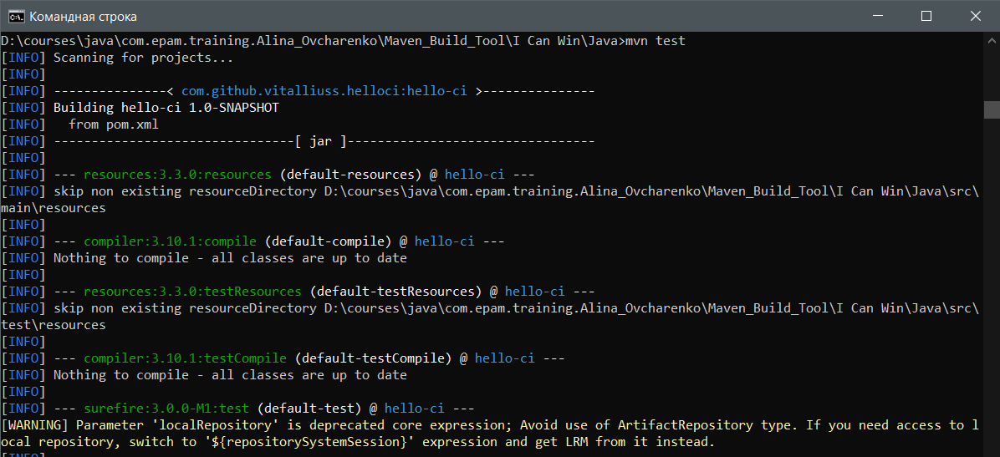 Командная строка
D:\courses\java\com.epam.training.Alina_Ovcharenko\Maven_Build_Tool\I Can Win\Java>mvn test
[INFO] Scanning for projects...
[INFO]
[INFO] ---------------< com.github.vitalliuss.helloci:hello-ci >---------------
[INFO] Building hello-ci 1.0-SNAPSHOT
[INFO]   from pom.xml
[INFO] --------------------------------[ jar ]---------------------------------
[INFO]
[INFO] --- resources:3.3.0:resources (default-resources) @ hello-ci ---
[INFO] skip non existing resourceDirectory D:\courses\java\com.epam.training.Alina_Ovcharenko\Maven_Build_Tool\I Can Win\Java\src\
main\resources
[INFO]
[INFO] --- compiler:3.10.1:compile (default-compile) @ hello-ci ---
[INFO] Nothing to compile - all classes are up to date
[INFO]
[INFO] --- resources:3.3.0:testResources (default-testResources) @ hello-ci ---
[INFO] skip non existing resourceDirectory D:\courses\java\com.epam.training.Alina_Ovcharenko\Maven_Build_Tool\I Can Win\Java\src\
test\resources
[INFO]
[INFO] --- compiler:3.10.1:testCompile (default-testCompile) @ hello-ci ---
[INFO] Nothing to compile - all classes are up to date
[INFO]
[INFO] --- surefire:3.0.0-M1:test (default-test) @ hello-ci ---
[WARNING] Parameter 'localRepository' is deprecated core expression; Avoid use of ArtifactRepository type. If you need access to l
ocal repository, switch to '${repositorySystemSession}' expression and get LRM from it instead.
[INFO]